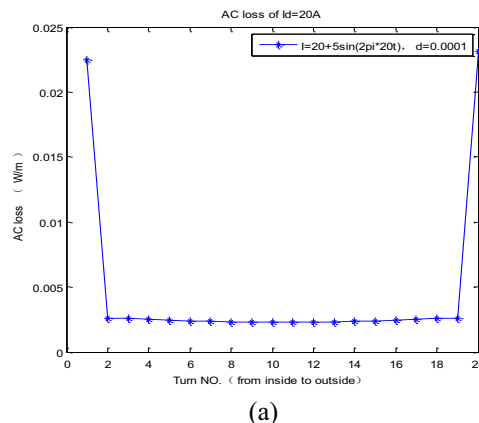 AC loss of Id=20A
I=20+5sin(2pi*20t)， d=0.0001
0.025
0.02
0.015
0.01
0.005
0
AC loss （ W/m）
0 2 4 6 8 10 12 14 16 18 20
Turn NO. （ from inside to outside）
(a)